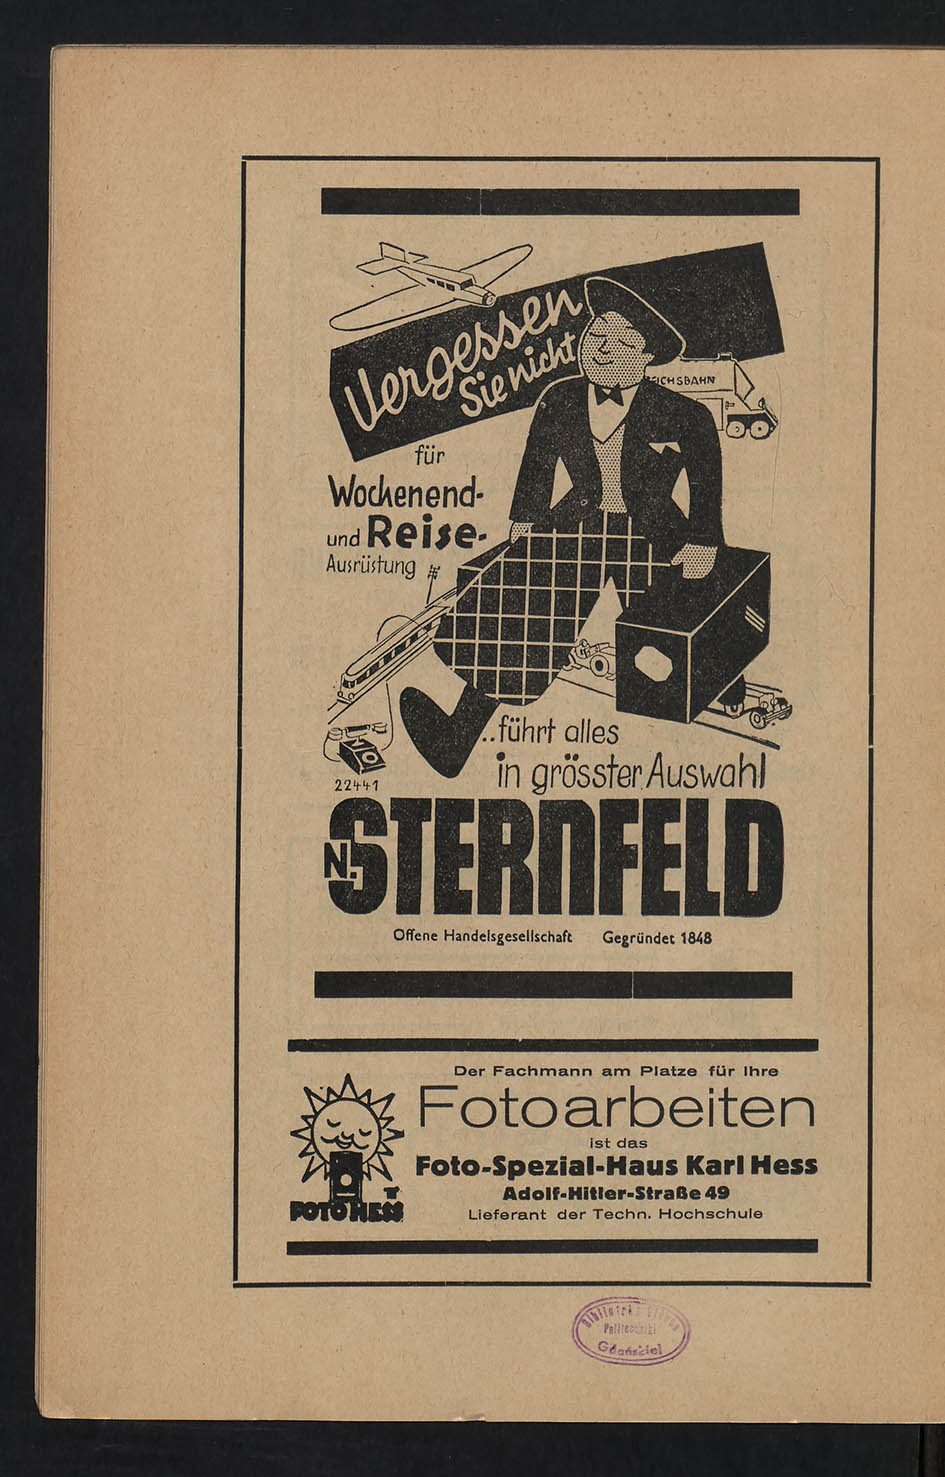 Vergessen
Sie nicht
ICHSBAHN
für
Wochenend-
und Reise-
Ausrüstung
..führt alles
in grösster Auswahl
22441
N. STERNFELD
Offene Handelsgesellschaft Gegründet 1848
Der Fachmann am Platze für Ihre
Fotoarbeiten
ist das
Foto-Spezial-Haus Karl Hess
Adolf-Hitler-Straße 49
Lieferant der Techn. Hochschule
FOTO HESS
Politechniki
Gdańskiej